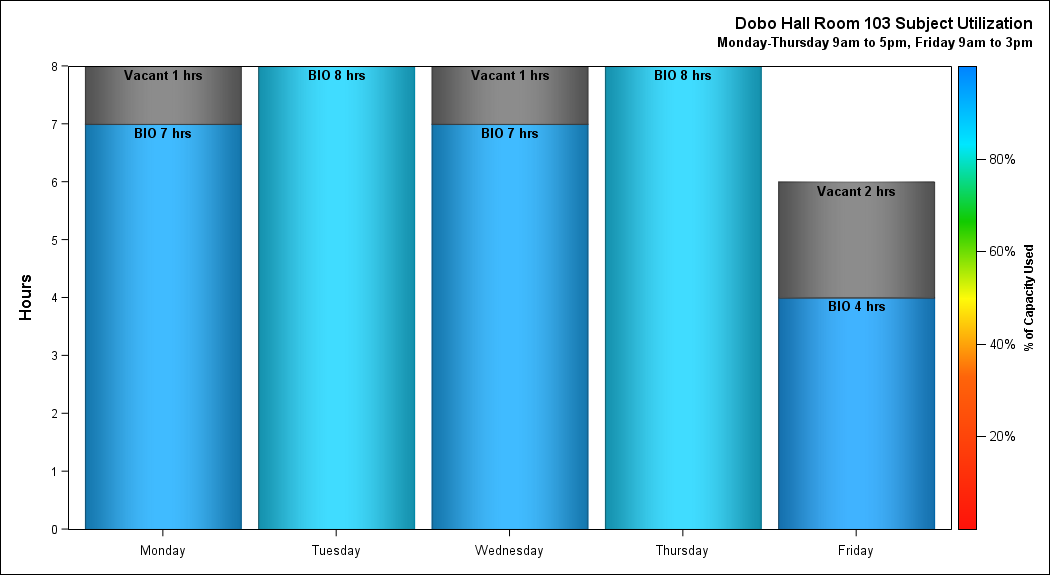 Dobo Hall Room 103 Subject Utilization
Monday-Thursday 9am to 5pm, Friday 9am to 3pm
Hours
8
7
6
5
4
3
2
1
0
Vacant 1 hrs
BIO 7 hrs
BIO 8 hrs
Vacant 1 hrs
BIO 7 hrs
BIO 8 hrs
Vacant 2 hrs
BIO 4 hrs
Monday
Tuesday
Wednesday
Thursday
Friday
80%
60%
40%
20%
% of Capacity Used